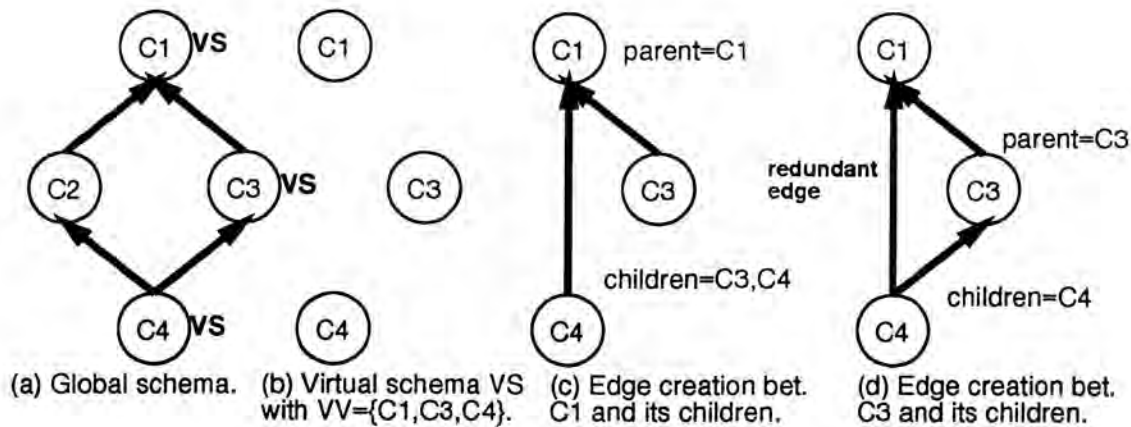 C1 VS
C2
C3 VS
C4 VS
(a) Global schema.
C1
C3
C4
(b) Virtual schema VS
with VV={C1,C3,C4}.
C1 parent=C1
C3
children=C3,C4
C4
(c) Edge creation bet.
C1 and its children.
C1
parent=C3
redundant
edge
C3
children=C4
C4
(d) Edge creation bet.
C3 and its children.